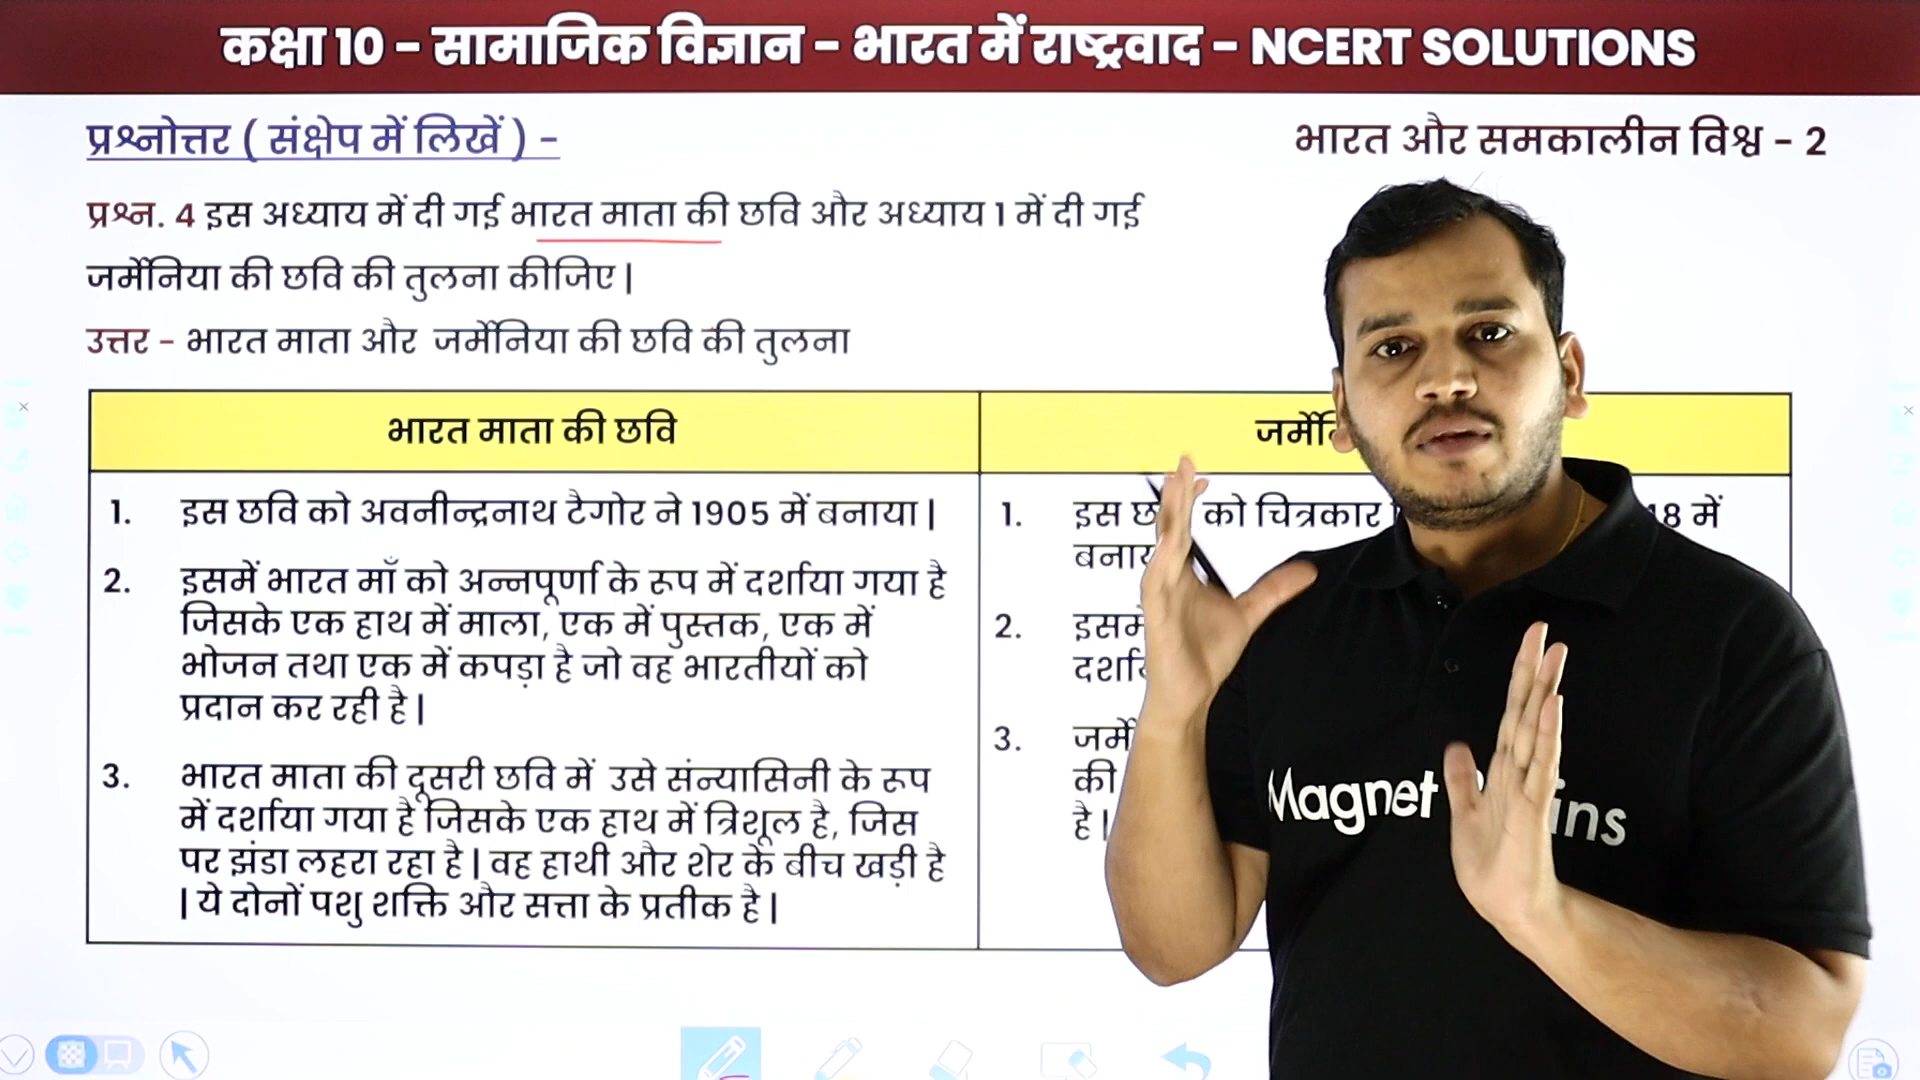 कक्षा 10 - सामाजिक विज्ञान - भारत में राष्ट्रवाद - NCERT SOLUTIONS
प्रश्नोत्तर ( संक्षेप में लिखें ) -
भारत और समकालीन विश्व - 2
प्रश्न. 4 इस अध्याय में दी गई भारत माता की छवि और अध्याय 1 में दी गई
जर्मेनिया की छवि की तुलना कीजिए |
उत्तर - भारत माता और जर्मेनिया की छवि की तुलना
भारत माता की छवि
1. इस छवि को अवनीन्द्रनाथ टैगोर ने 1905 में बनाया |
2. इसमें भारत माँ को अन्नपूर्णा के रूप में दर्शाया गया है
जिसके एक हाथ में माला, एक में पुस्तक, एक में
भोजन तथा एक में कपड़ा है जो वह भारतीयों को
प्रदान कर रही है |
3. भारत माता की दूसरी छवि में उसे संन्यासिनी के रूप
में दर्शाया गया है जिसके एक हाथ में त्रिशूल है, जिस
पर झंडा लहरा रहा है | वह हाथी और शेर के बीच खड़ी है
| ये दोनों पशु शक्ति और सत्ता के प्रतीक है |
1. इस को चित्रकार में
2.
3.
की
है |
Magnet